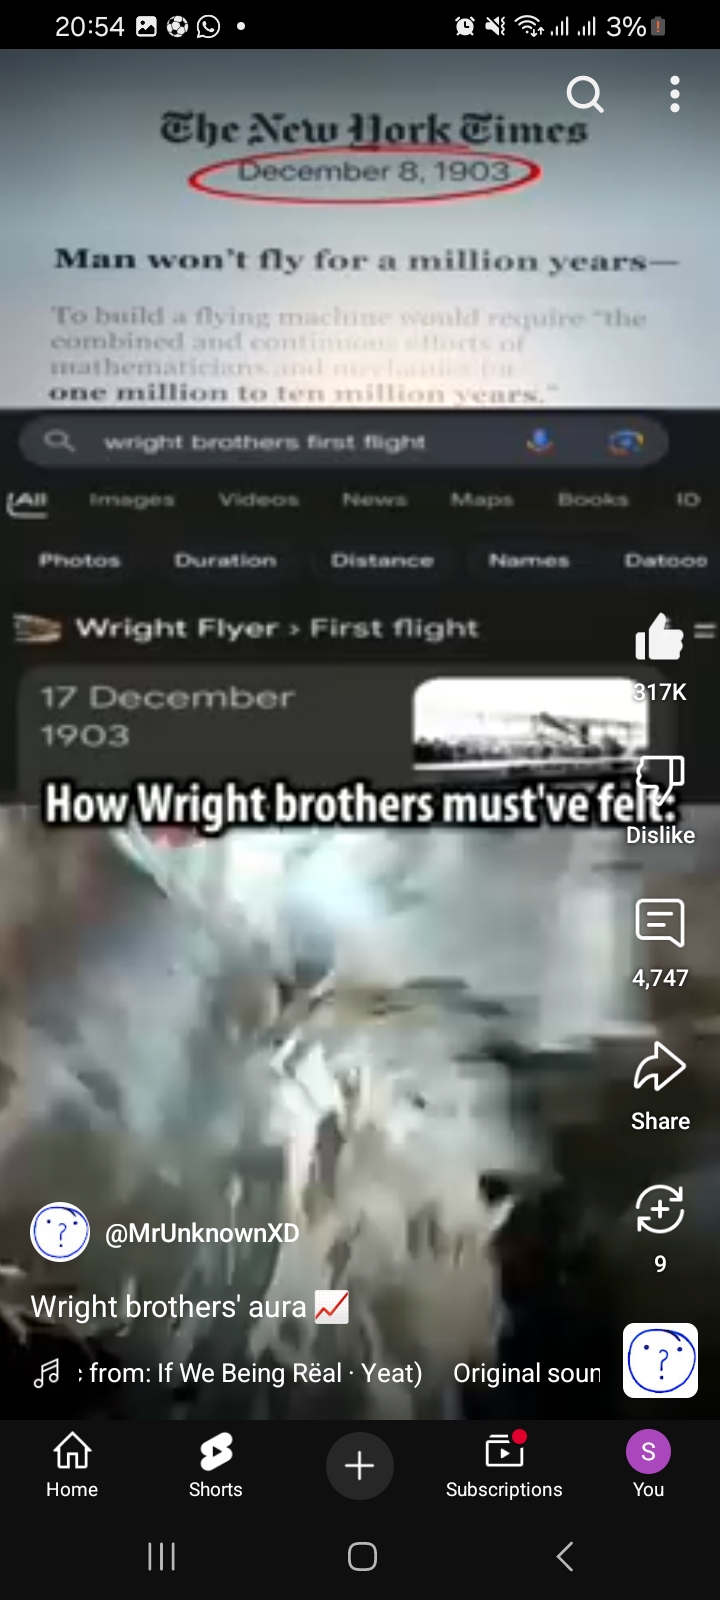 20:54
3%
The New York Times
December 8, 1903
Man won't fly for a million years—
To build a flying machine would require "the
combined and continuous efforts of
mathematicians and mechanics for
one million to ten million years."
wright brothers first flight
All Images Videos News Maps Books
Photos Duration Distance Names
Wright Flyer › First flight
17 December
1903
317K
How Wright brothers must've felt:
Dislike
4,747
Share
9
@MrUnknownXD
Wright brothers' aura 📈
: from: If We Being Rëal · Yeat) Original soun
Home Shorts Subscriptions You
S